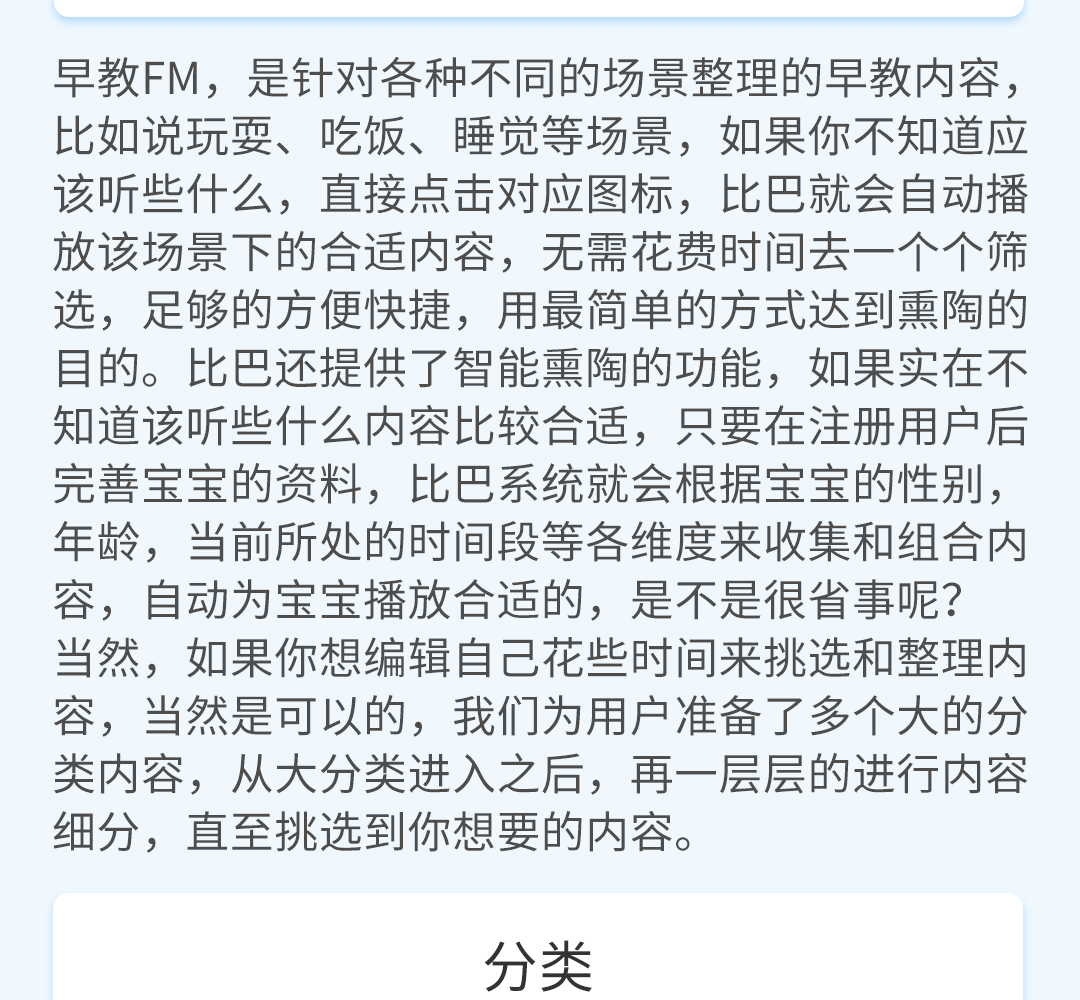 早教FM，是针对各种不同的场景整理的早教内容，
比如说玩耍、吃饭、睡觉等场景，如果你不知道应
该听些什么，直接点击对应图标，比巴就会自动播
放该场景下的合适内容，无需花费时间去一个个筛
选，足够的方便快捷，用最简单的方式达到熏陶的
目的。比巴还提供了智能熏陶的功能，如果实在不
知道该听些什么内容比较合适，只要在注册用户后
完善宝宝的资料，比巴系统就会根据宝宝的性别，
年龄，当前所处的时间段等各维度来收集和组合内
容，自动为宝宝播放合适的，是不是很省事呢？
当然，如果你想编辑自己花些时间来挑选和整理内
容，当然是可以的，我们为用户准备了多个大的分
类内容，从大分类进入之后，再一层层的进行内容
细分，直至挑选到你想要的内容。
分类